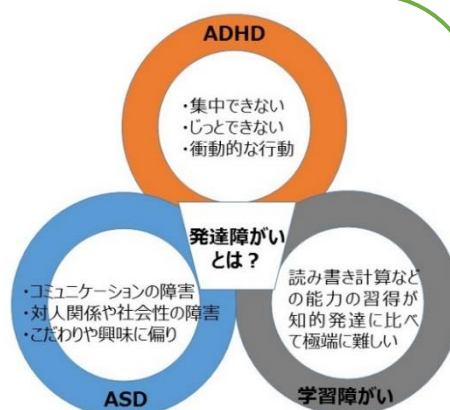 ADHD
・集中できない
・じっとできない
・衝動的な行動
発達障がい
とは？
・コミュニケーションの障害
・対人関係や社会性の障害
・こだわりや興味に偏り
ASD
読み書き計算など
の能力の習得が
知的発達に比べ
て極端に難しい
学習障がい